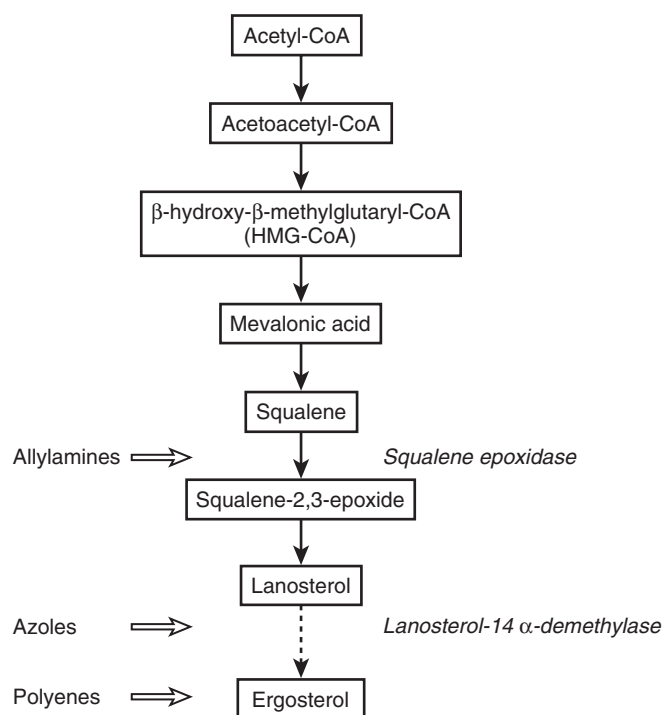 Acetyl-CoA
Acetoacetyl-CoA
β-hydroxy-β-methylglutaryl-CoA
(HMG-CoA)
Mevalonic acid
Squalene
Allylamines
Squalene epoxidase
Squalene-2,3-epoxide
Lanosterol
Azoles
Lanosterol-14 α-demethylase
Polyenes
Ergosterol